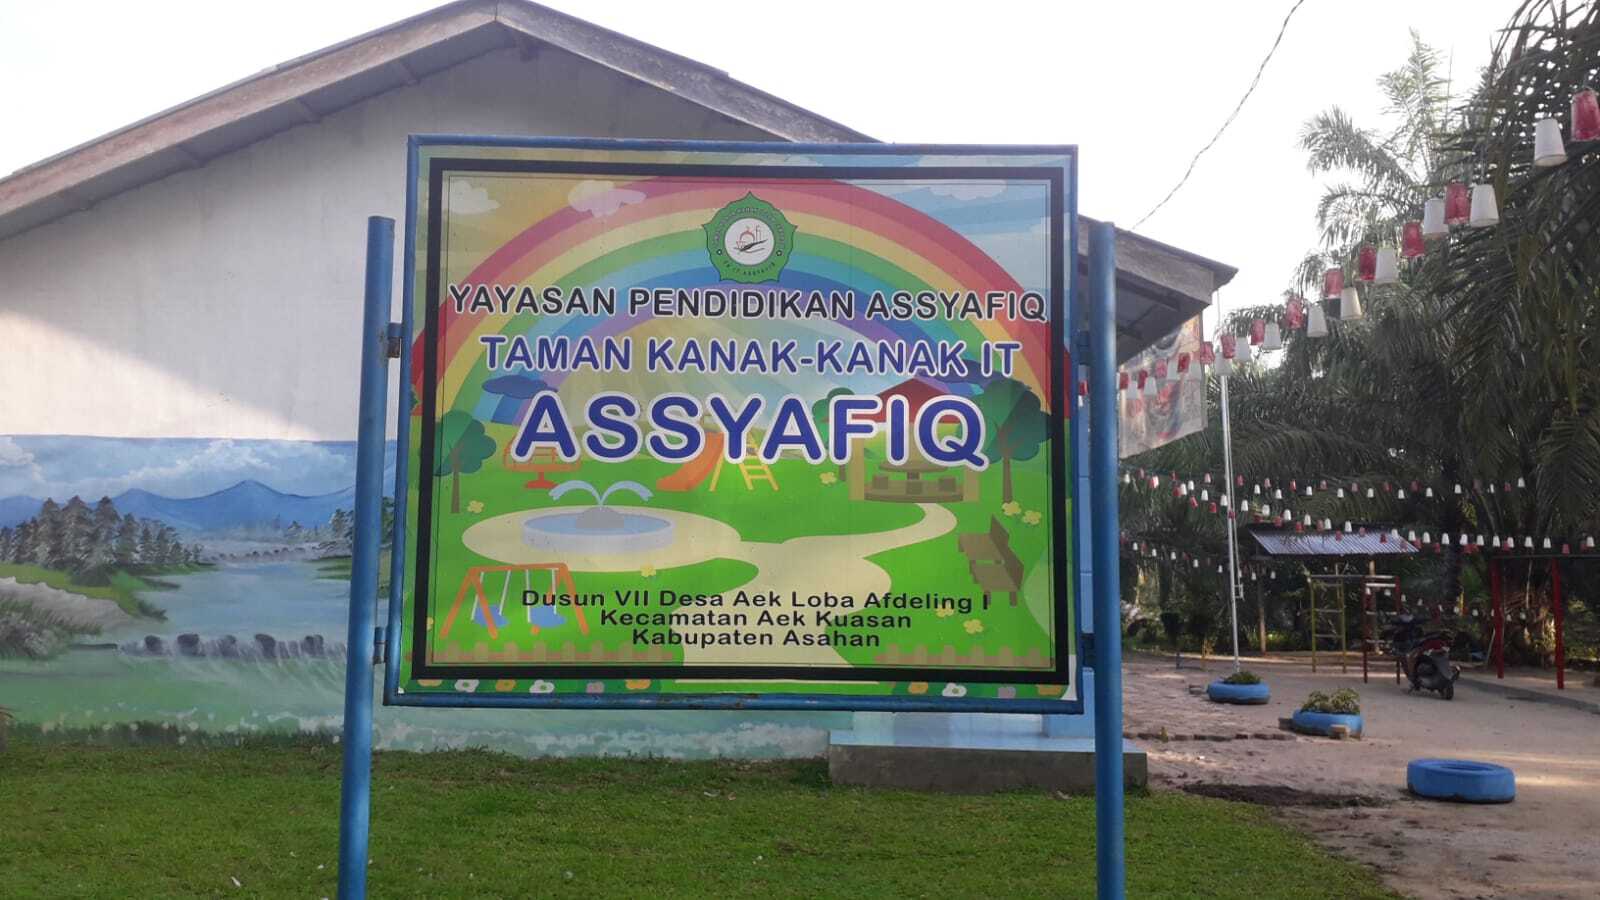 YAYASAN PENDIDIKAN ASSYAFIQ
TAMAN KANAK-KANAK IT
ASSYAFIQ
Dusun VII Desa Aek Loba Afdeling I
Kecamatan Aek Kuasan
Kabupaten Asahan